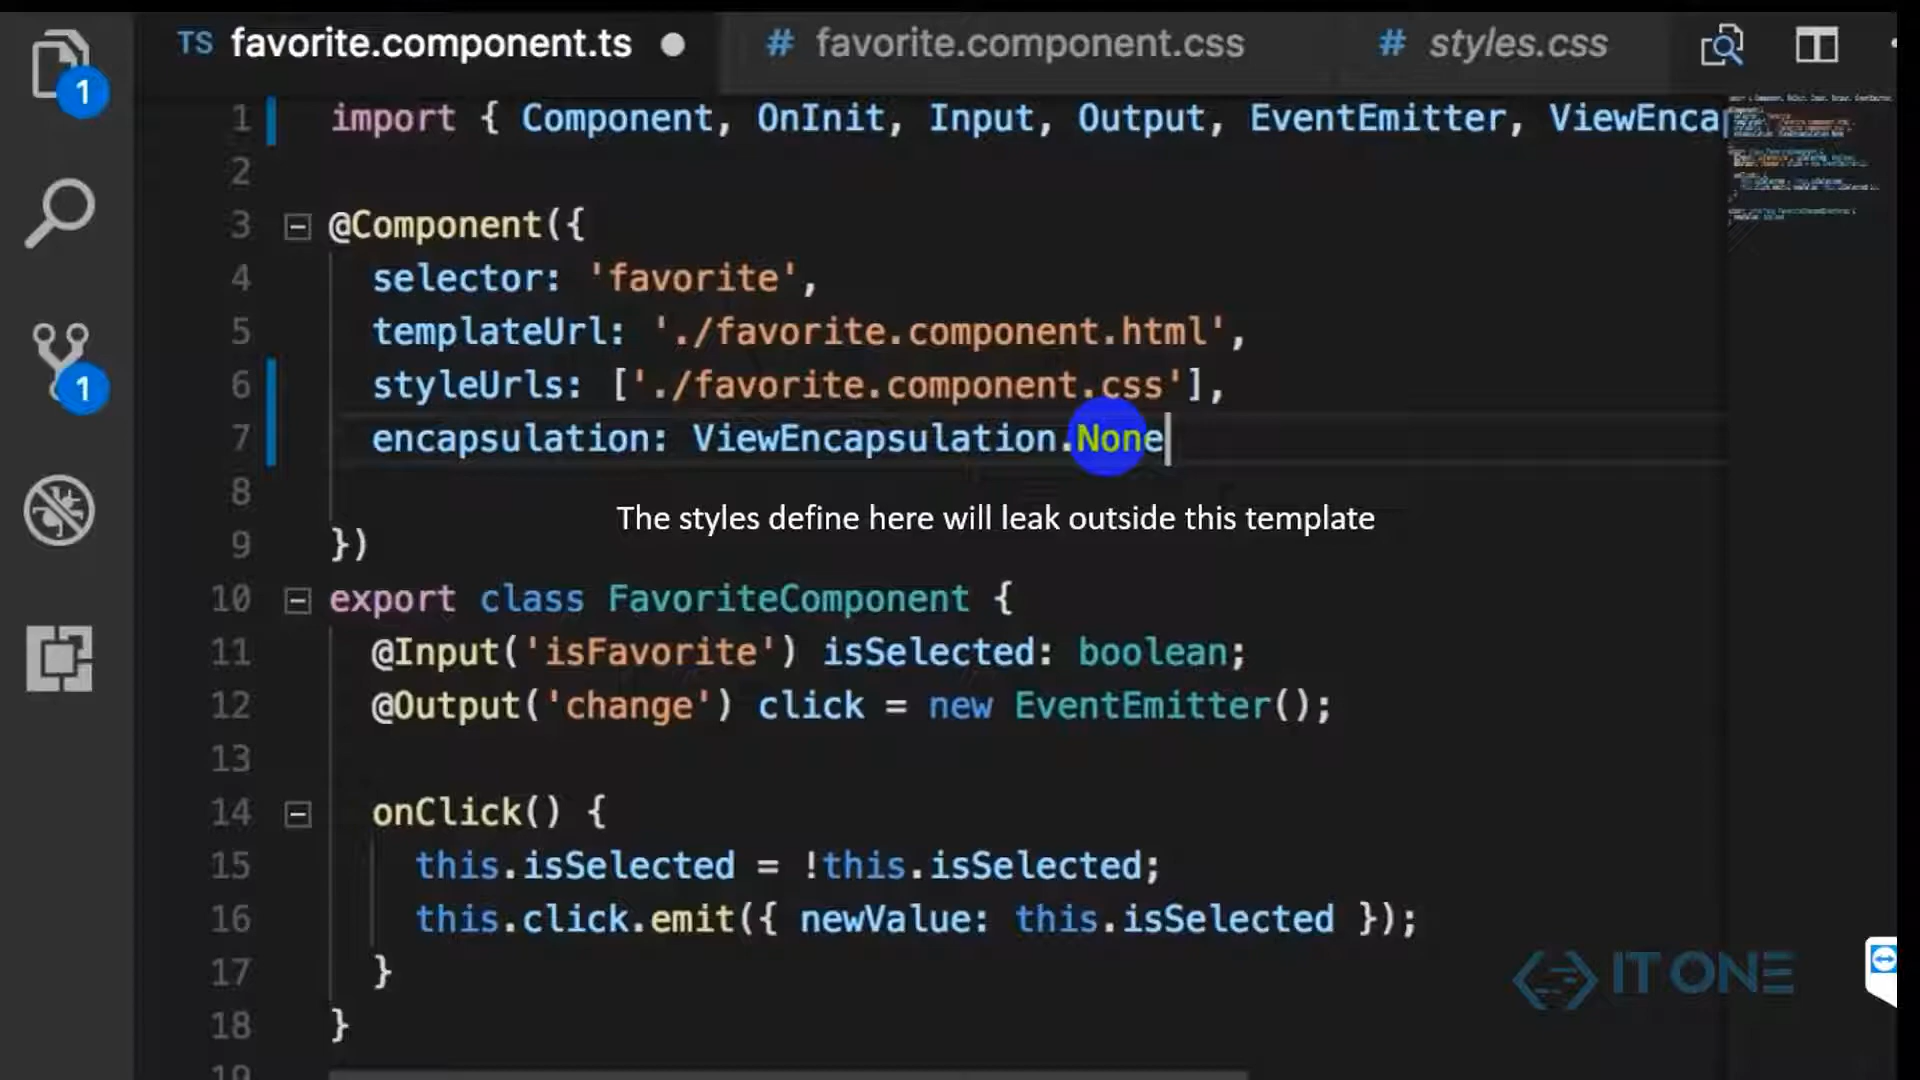 TS favorite.component.ts # favorite.component.css # styles.css
1
1 import { Component, OnInit, Input, Output, EventEmitter, ViewEncap
2
3 @Component({
4 selector: 'favorite',
5 templateUrl: './favorite.component.html',
1
6 styleUrls: ['./favorite.component.css'],
7 encapsulation: ViewEncapsulation.None
8
The styles define here will leak outside this template
9 })
10 export class FavoriteComponent {
11 @Input('isFavorite') isSelected: boolean;
12 @Output('change') click = new EventEmitter();
13
14 onClick() {
15 this.isSelected = !this.isSelected;
16 this.click.emit({ newValue: this.isSelected });
17 }
IT ONE
18 }
19